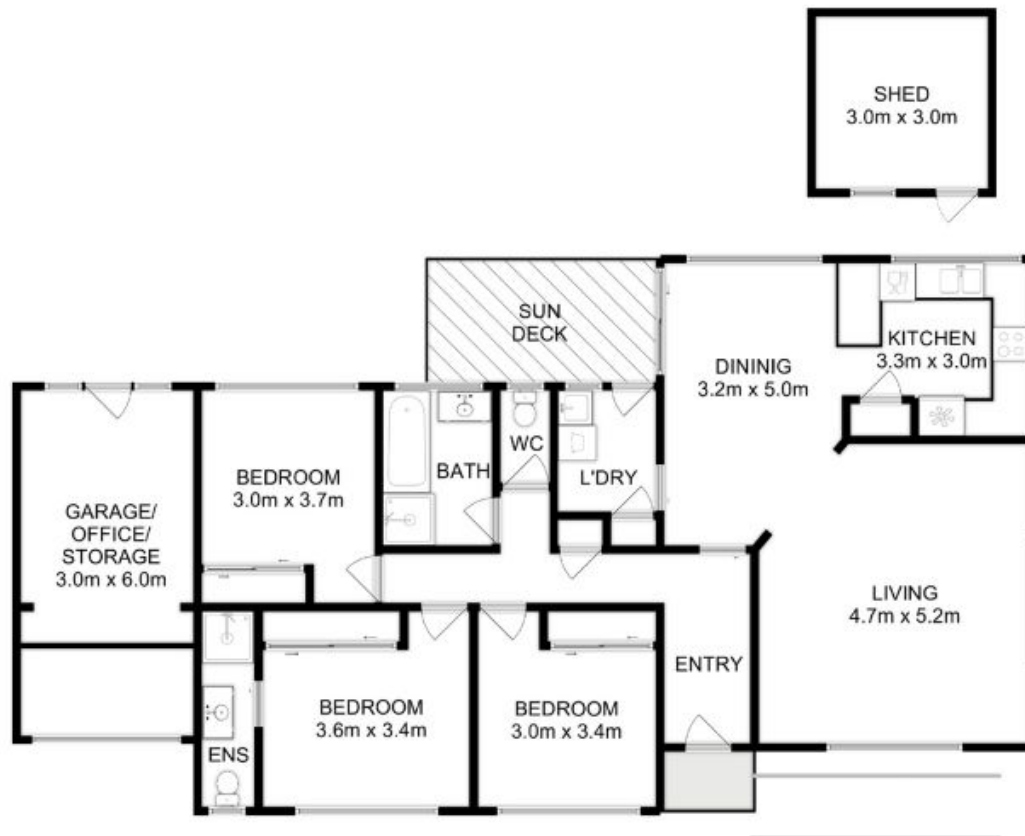 SHED
3.0m x 3.0m
SUN
DECK
KITCHEN
3.3m x 3.0m
DININIG
3.2m x 5.0m
WC
BATH
L'DRY
BEDROOM
3.0m x 3.7m
GARAGE/
OFFICE/
STORAGE
3.0m x 6.0m
LIVING
4.7m x 5.2m
ENTRY
BEDROOM
3.6m x 3.4m
BEDROOM
3.0m x 3.4m
ENS